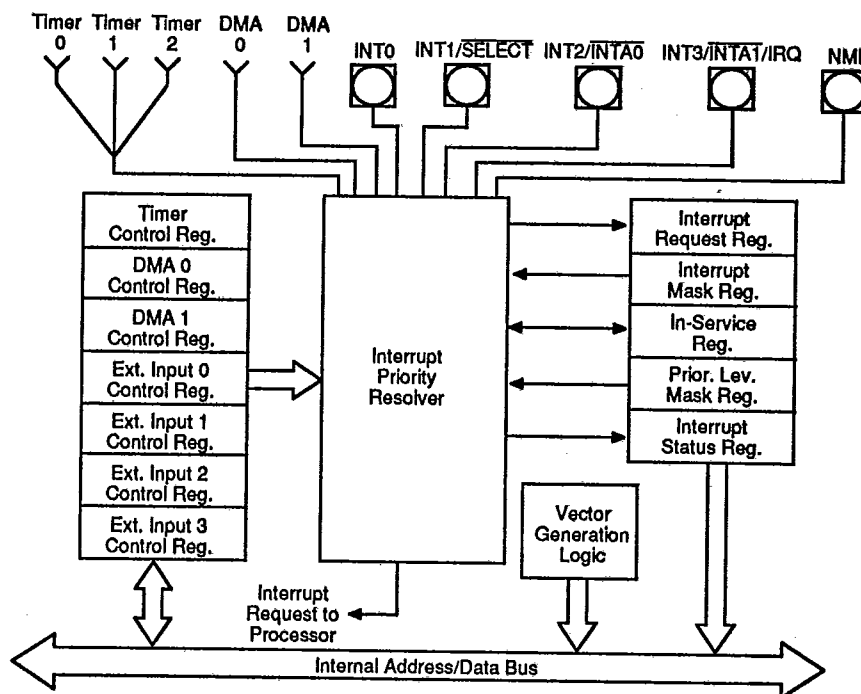 Timer 0
Timer 1
Timer 2
DMA 0
DMA 1
INT0
INT1/SELECT
INT2/INTA0
INT3/INTA1/IRQ
NMI
Timer
Control Reg.
DMA 0
Control Reg.
DMA 1
Control Reg.
Ext. Input 0
Control Reg.
Ext. Input 1
Control Reg.
Ext. Input 2
Control Reg.
Ext. Input 3
Control Reg.
Interrupt
Priority
Resolver
Interrupt
Request Reg.
Interrupt
Mask Reg.
In-Service
Reg.
Prior. Lev.
Mask Reg.
Interrupt
Status Reg.
Vector
Generation
Logic
Interrupt
Request to
Processor
Internal Address/Data Bus